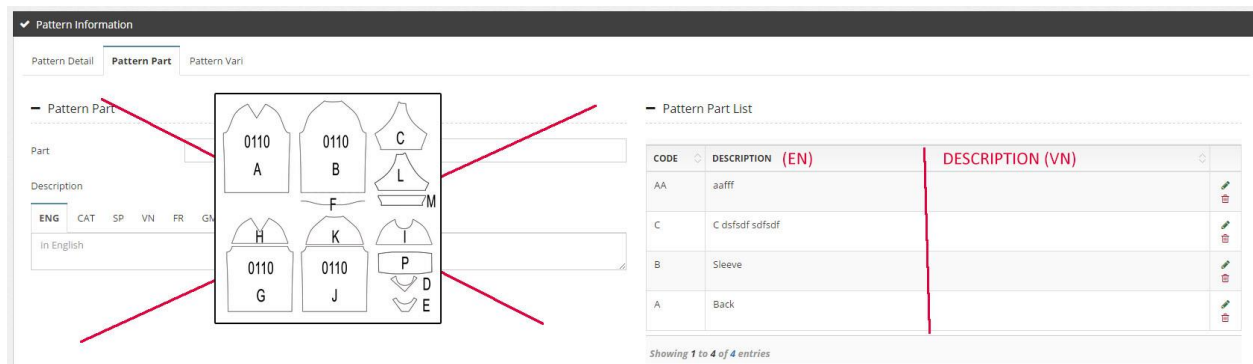 Pattern Information
Pattern Detail Pattern Part Pattern Vari
Pattern Part
Part
Description
ENG CAT SP VN FR
in English
0110
A
0110
B
C
L
M
F
H
K
I
0110
G
0110
J
P
D
E
Pattern Part List
CODE DESCRIPTION (EN) DESCRIPTION (VN)
AA aafff
C C dsfsdf sdfsdf
B Sleeve
A Back
Showing 1 to 4 of 4 entries